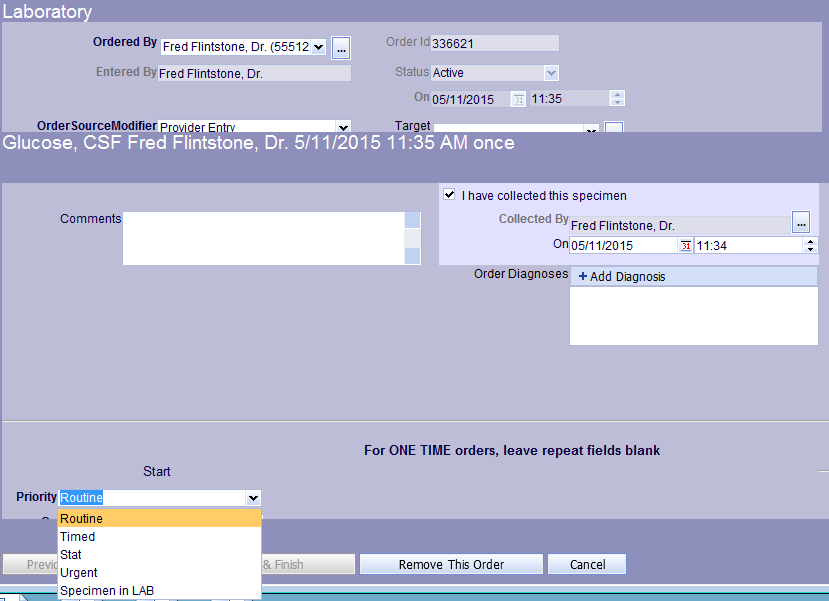 Laboratory
Ordered By Fred Flintstone, Dr. (55512 ... Order Id 336621
Entered By Fred Flintstone, Dr. Status Active
On 05/11/2015 31 11:35
OrderSourceModifier Provider Entry Target
Glucose, CSF Fred Flintstone, Dr. 5/11/2015 11:35 AM once
I have collected this specimen
Comments Collected By Fred Flintstone, Dr. ...
On 05/11/2015 31 11:34
Order Diagnoses + Add Diagnosis
For ONE TIME orders, leave repeat fields blank
Start
Priority Routine
Routine
Timed
Stat
Urgent
Specimen in LAB
Previo & Finish Remove This Order Cancel